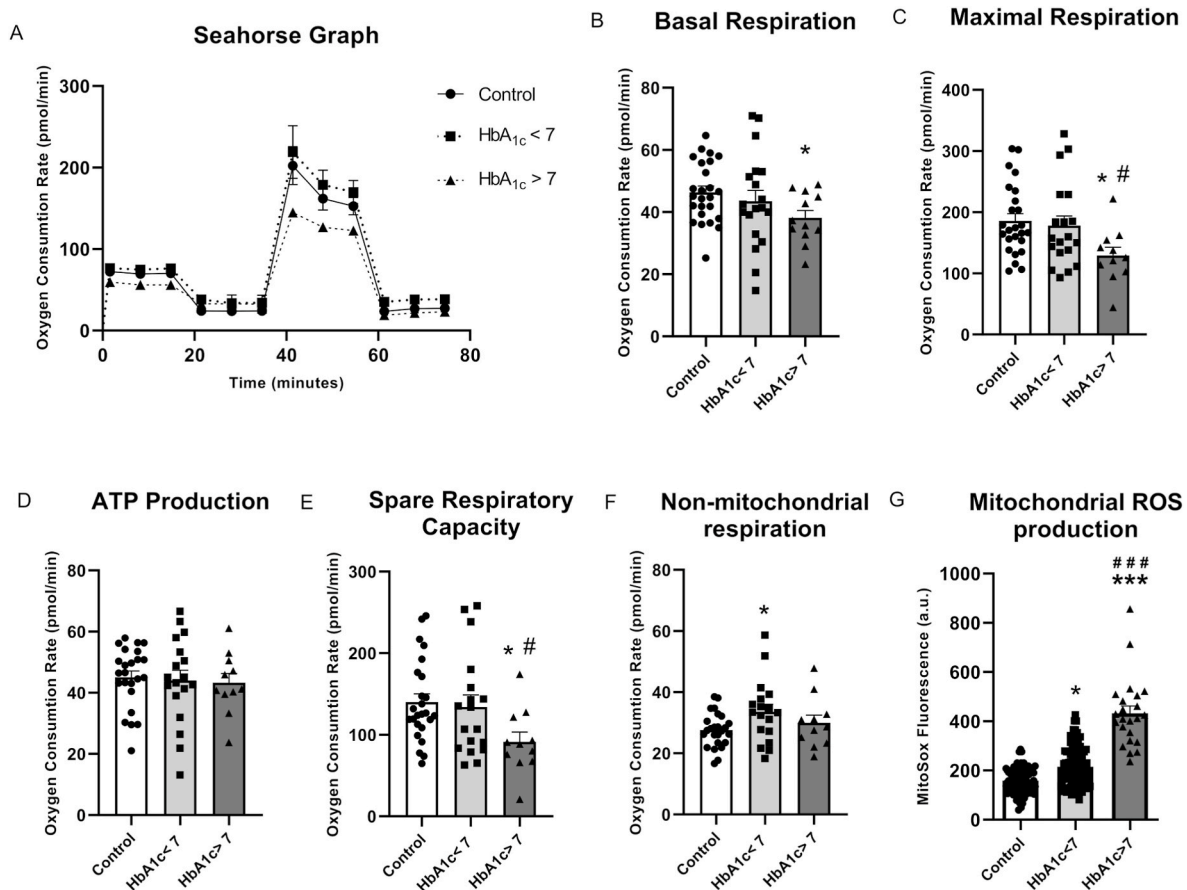 A
Seahorse Graph
Oxygen Consumtion Rate (pmol/min)
300
200
100
0
0 20 40 60 80
Time (minutes)
Control
HbA1c < 7
HbA1c > 7
B
Basal Respiration
Oxygen Consumtion Rate (pmol/min)
80
60
40
20
0
*
Control HbA1c< 7 HbA1c> 7
C
Maximal Respiration
Oxygen Consumtion Rate (pmol/min)
400
300
200
100
0
* #
Control HbA1c< 7 HbA1c> 7
D
ATP Production
Oxygen Consumtion Rate (pmol/min)
80
60
40
20
0
Control HbA1c< 7 HbA1c> 7
E
Spare Respiratory
Capacity
Oxygen Consumtion Rate (pmol/min)
300
200
100
0
* #
Control HbA1c< 7 HbA1c> 7
F
Non-mitochondrial
respiration
Oxygen Consumtion Rate (pmol/min)
80
60
40
20
0
*
Control HbA1c< 7 HbA1c> 7
G
Mitochondrial ROS
production
MitoSox Fluorescence (a.u.)
1000
800
600
400
200
0
*
###
***
Control HbA1c<7 HbA1c>7